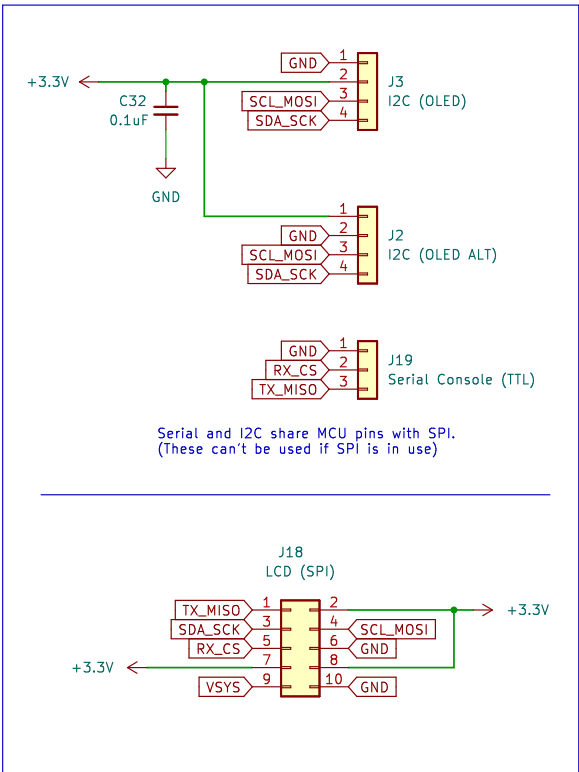 GND 1
+3.3V 2 J3
C32 SCL_MOSI 3 I2C (OLED)
0.1uF SDA_SCK 4
GND
1
GND 2 J2
SCL_MOSI 3 I2C (OLED ALT)
SDA_SCK 4
GND 1 J19
RX_CS 2 Serial Console (TTL)
TX_MISO 3
Serial and I2C share MCU pins with SPI.
(These can't be used if SPI is in use)
J18
LCD (SPI)
TX_MISO 1 2 +3.3V
SDA_SCK 3 4 SCL_MOSI
RX_CS 5 6 GND
+3.3V 7 8
VSYS 9 10 GND